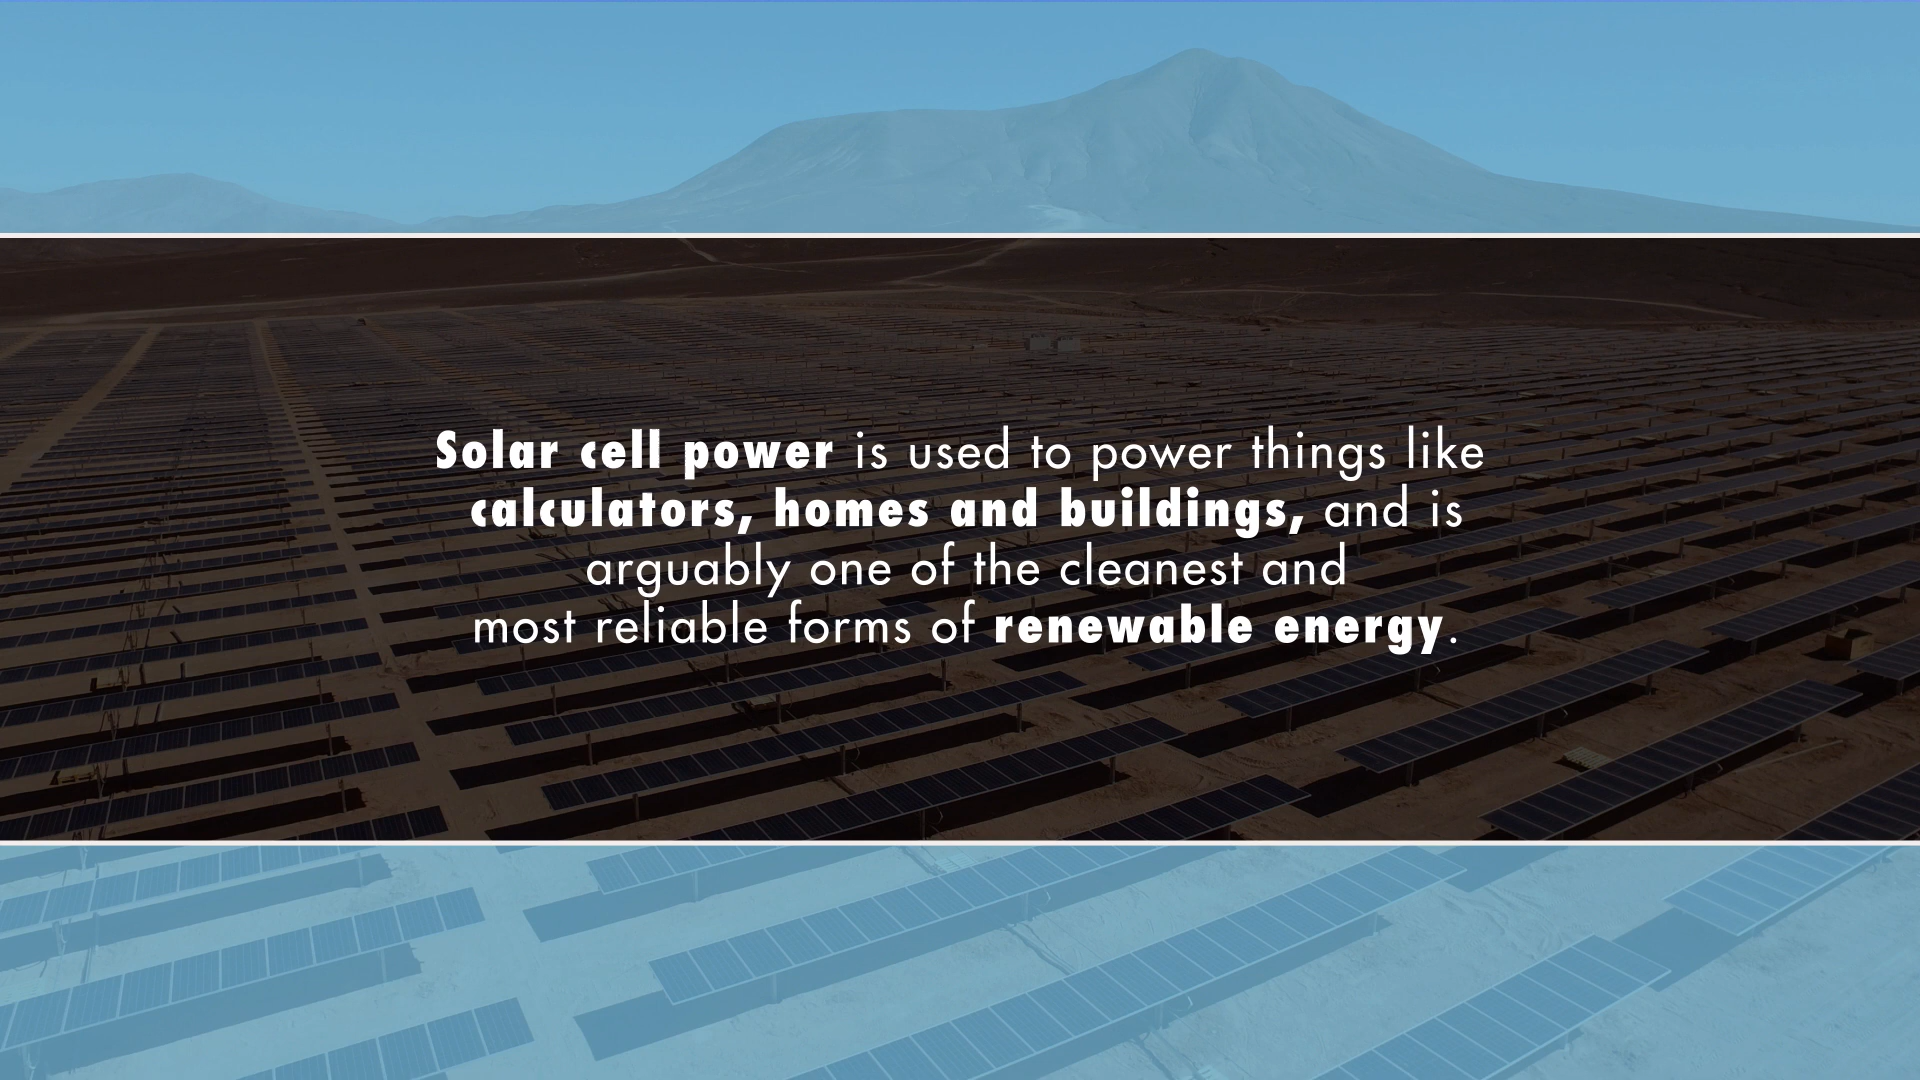 Solar cell power is used to power things like
calculators, homes and buildings, and is
arguably one of the cleanest and
most reliable forms of renewable energy.